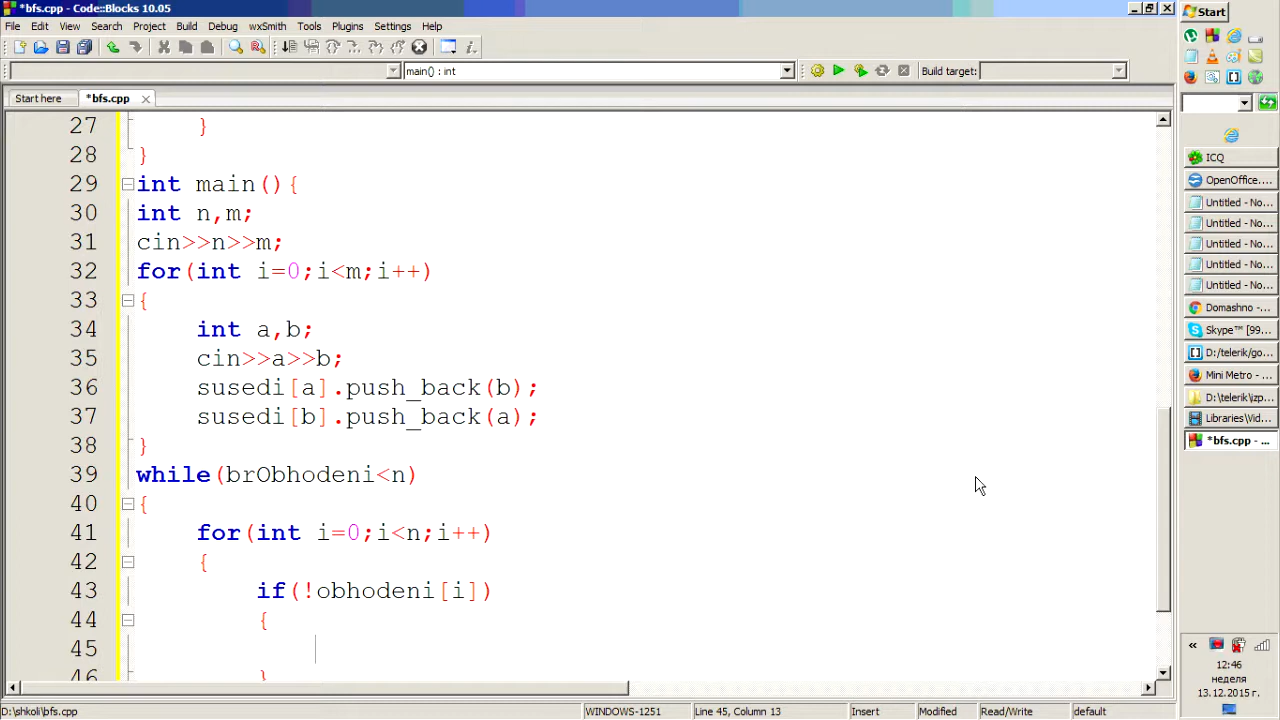 *bfs.cpp - Code::Blocks 10.05
File Edit View Search Project Build Debug wxSmith Tools Plugins Settings Help
main() : int
Build target:
Start here
*bfs.cpp
27 }
28 }
29 int main(){
30 int n,m;
31 cin>>n>>m;
32 for(int i=0;i<m;i++)
33 {
34 int a,b;
35 cin>>a>>b;
36 susedi[a].push_back(b);
37 susedi[b].push_back(a);
38 }
39 while(brObhodeni<n)
40 {
41 for(int i=0;i<n;i++)
42 {
43 if(!obhodeni[i])
44 {
45
46 }
D:\shkoli\bfs.cpp
WINDOWS-1251
Line 45, Column 13
Insert
Modified
Read/Write
default
Start
ICQ
OpenOffice....
Untitled - No...
Untitled - No...
Untitled - No...
Untitled - No...
Untitled - No...
Domashno -...
Skype™ [99...
D:/telerik/go...
Mini Metro -...
D:\telerik\izp...
Libraries\Vid...
*bfs.cpp - ...
12:46
неделя
13.12.2015 г.